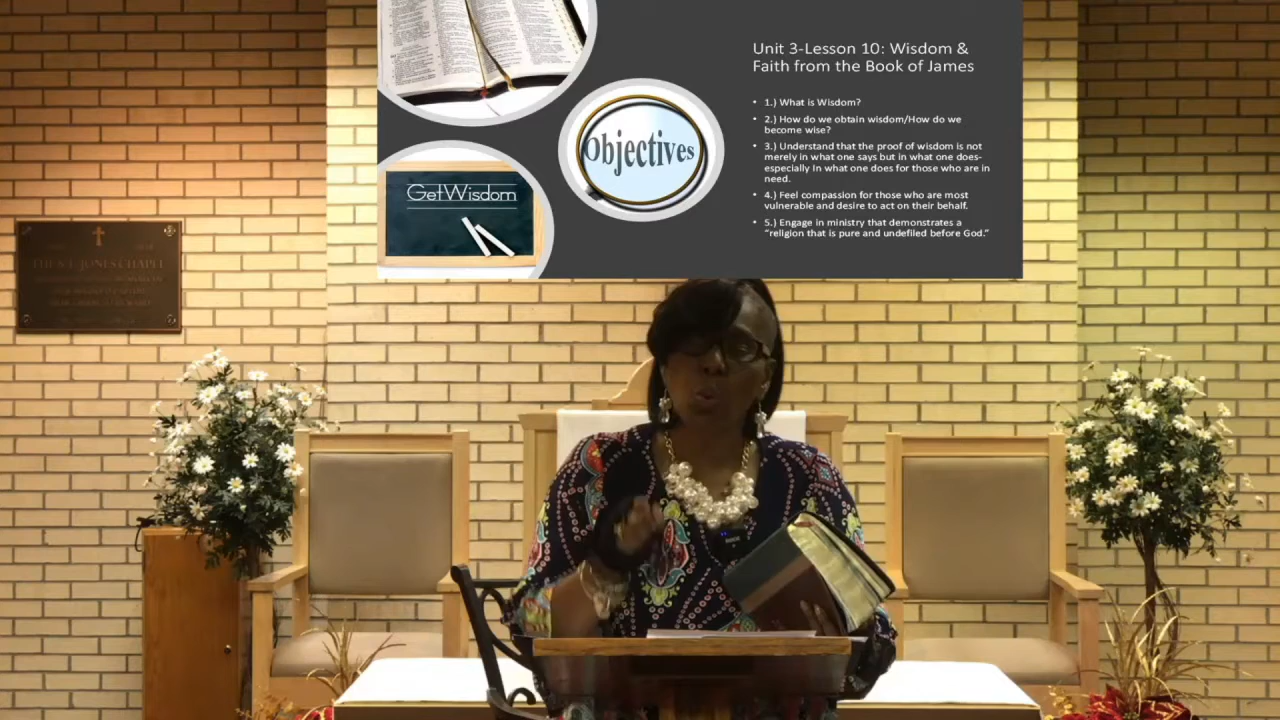 Unit 3-Lesson 10: Wisdom &
Faith from the Book of James
• 1.) What is Wisdom?
• 2.) How do we obtain wisdom/How do we
become wise?
• 3.) Understand that the proof of wisdom is not
merely in what one says but in what one does-
especially In what one does for those who are in
need.
• 4.) Feel compassion for those who are most
vulnerable and desire to act on their behalf.
• 5.) Engage in ministry that demonstrates a
“religion that is pure and undefiled before God.”
Objectives
GetWisdom
JONES CHAPEL